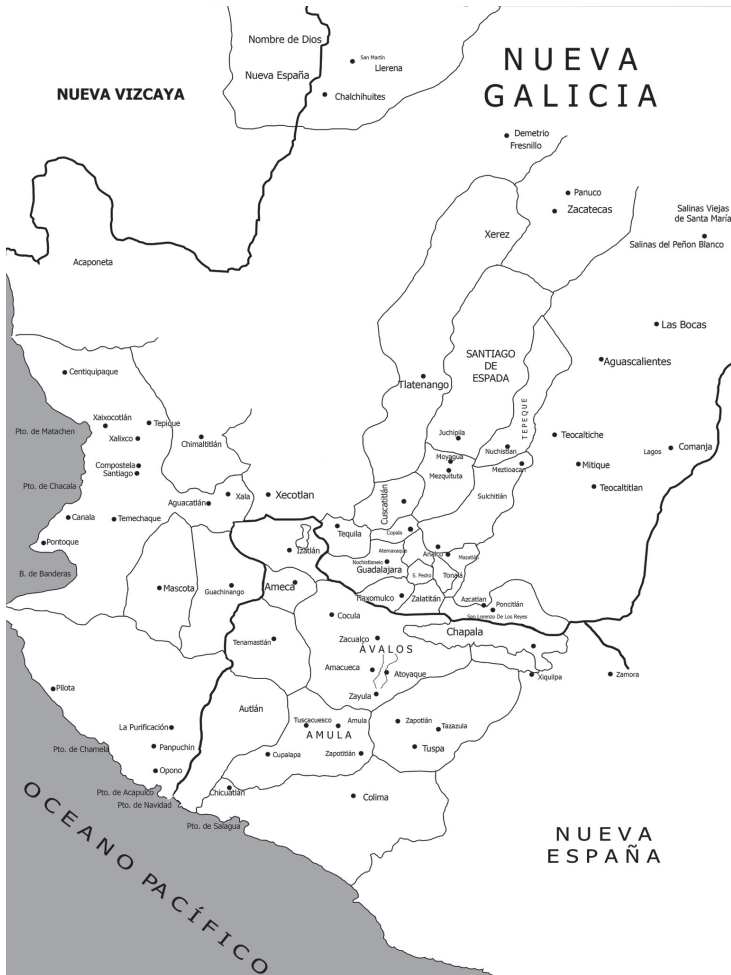 Nombre de Dios
San Martín
Llerena
NUEVA
GALICIA
Nueva España
NUEVA VIZCAYA
Chalchihuites
Demetrio
Fresnillo
Panuco
Zacatecas
Salinas Viejas
de Santa María
Salinas del Peñon Blanco
Xerez
Acaponeta
Las Bocas
SANTIAGO
DE
ESPADA
Aguascalientes
Centiquipaque
Tlatenango
TEPEQUE
Xaixocotlán
Tepique
Pto. de Matachen
Xalixco
Chimaltitlán
Juchipila
Nuchistlan
Teocaltiche
Moyagua
Lagos
Comanja
Compostela
Santiago
Mezquituta
Meztioacan
Mitique
Pto. de Chacala
Teocaltitlan
Xala
Xecotlan
Cuscatitlán
Sulchitlán
Aguacatlán
Canala
Temechaque
Tequila
Copala
Pontoque
Izatlán
Atemaxaque
Analco
Mazatlán
Nochistlanejo
Guadalajara
S. Pedro
Tonalá
B. de Banderas
Mascota
Guachinango
Ameca
Tlaxomulco
Zalatitán
Azcatlan
Poncitlán
San Lorenzo De Los Reyes
Cocula
Chapala
Tenamastlán
Zacualco
ÁVALOS
Amacueca
Atoyaque
Xiquilpa
Zamora
Pilota
Zayula
Autlán
Tuscacuesco
Amula
Zapotlán
Tazazula
La Purificación
AMULA
Pto. de Chamela
Panpuchin
Cupalapa
Zapotitlán
Tuspa
Opono
Pto. de Acapulco
Chicuatlán
Colima
Pto. de Navidad
Pto. de Salagua
OCEANO PACÍFICO
NUEVA
ESPAÑA